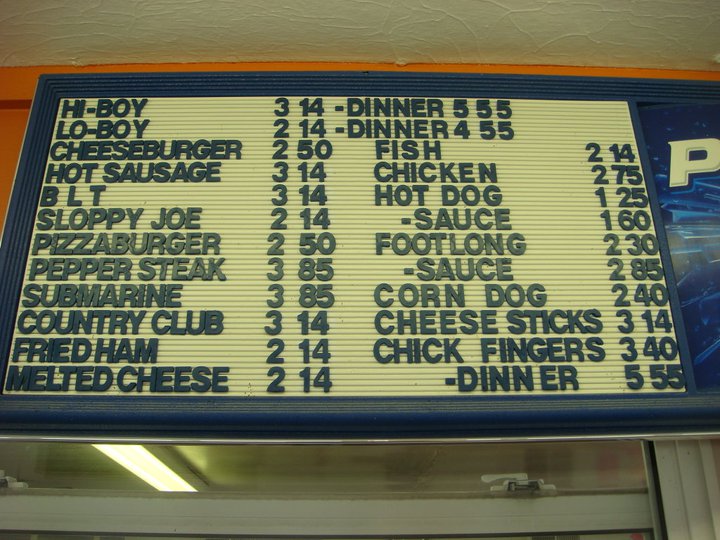 HI-BOY 3 14 -DINNER 5 55
LO-BOY 2 14 -DINNER 4 55
CHEESEBURGER 2 50 FISH 2 14
HOT SAUSAGE 3 14 CHICKEN 2 75
B L T 3 14 HOT DOG 1 25
SLOPPY JOE 2 14 -SAUCE 1 60
PIZZABURGER 2 50 FOOTLONG 2 30
PEPPER STEAK 3 85 -SAUCE 2 85
SUBMARINE 3 85 CORN DOG 2 40
COUNTRY CLUB 3 14 CHEESE STICKS 3 14
FRIED HAM 2 14 CHICK FINGERS 3 40
MELTED CHEESE 2 14 -DINNER 5 55
P